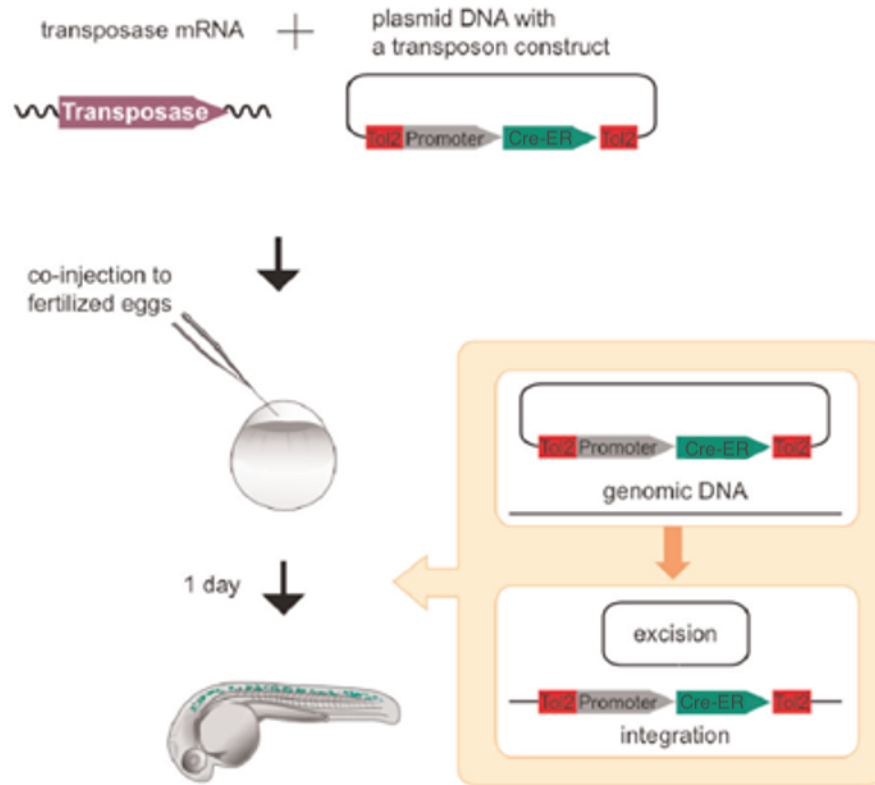 transposase mRNA
plasmid DNA with
a transposon construct
Transposase
Tol2 Promoter Cre-ER Tol2
co-injection to
fertilized eggs
Tol2 Promoter Cre-ER Tol2
genomic DNA
1 day
excision
Tol2 Promoter Cre-ER Tol2
integration